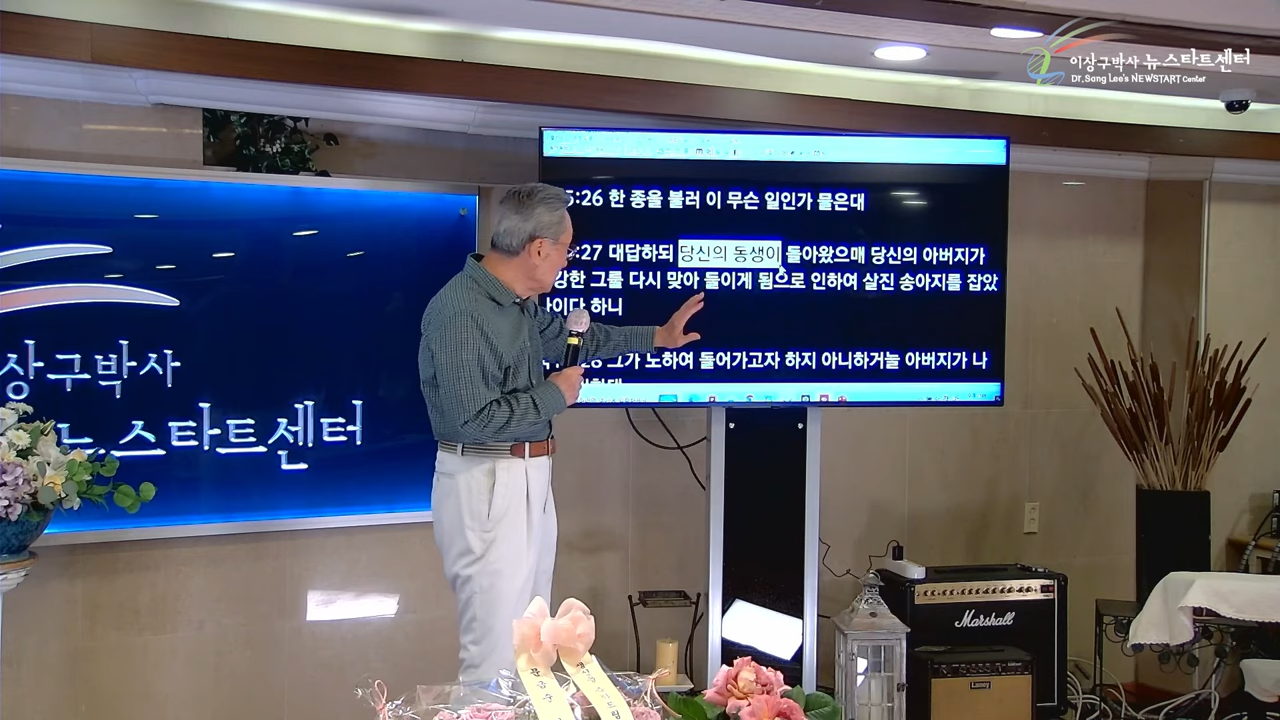 이상구박사 뉴스타트센터
Dr. Sang Lee's NEWSTART Center
5:26 한 종을 불러 이 무슨 일인가 물은대
:27 대답하되 당신의 동생이 돌아왔으매 당신의 아버지가
강한 그를 다시 맞아 들이게 됨으로 인하여 살진 송아지를 잡았
이다 하니
그가 노하여 들어가고자 하지 아니하거늘 아버지가 나
상구박사
뉴스타트센터
Marshall
Laney